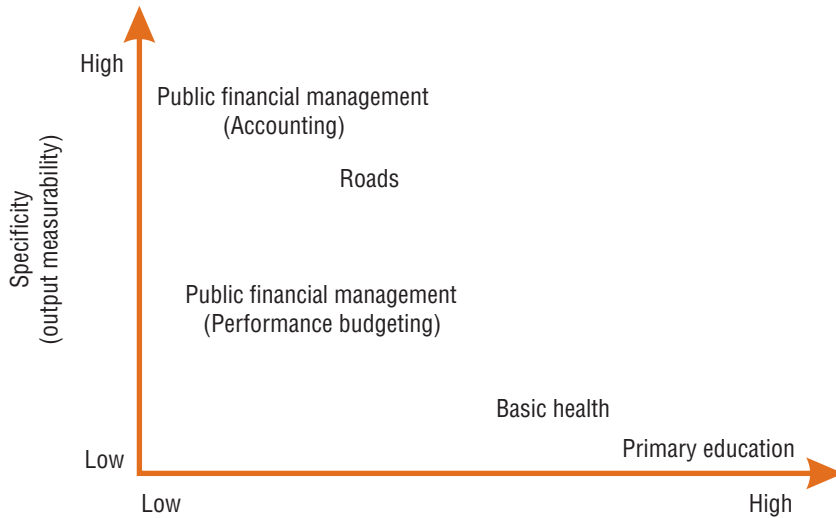 High
Public financial management
(Accounting)
Roads
Specificity
(output measurability)
Public financial management
(Performance budgeting)
Basic health
Primary education
Low
Low
High